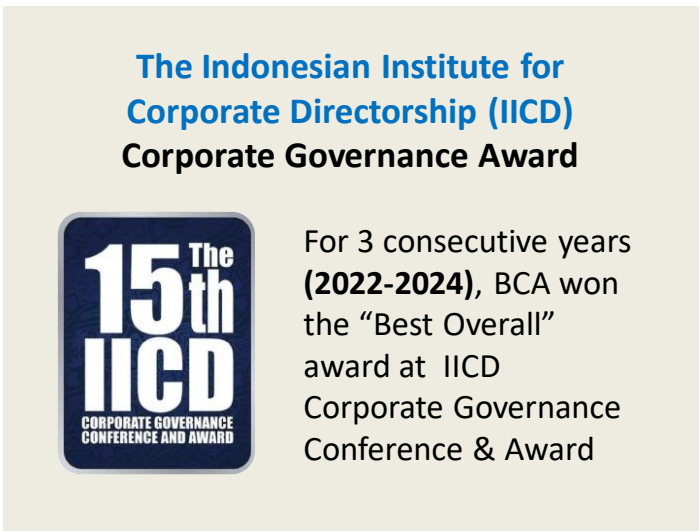 The Indonesian Institute for
Corporate Directorship (IICD)
Corporate Governance Award
15th The
IICD
CORPORATE GOVERNANCE
CONFERENCE AND AWARD
For 3 consecutive years
(2022-2024), BCA won
the “Best Overall”
award at IICD
Corporate Governance
Conference & Award